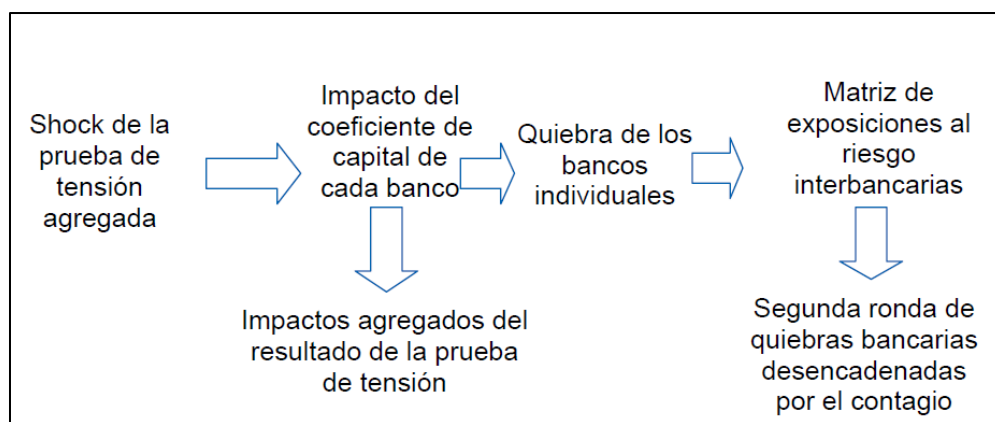 Shock de la
prueba de
tensión
agregada
Impacto del
coeficiente de
capital de
cada banco
Quiebra de los
bancos
individuales
Matriz de
exposiciones al
riesgo
interbancarias
Impactos agregados del
resultado de la prueba
de tensión
Segunda ronda de
quiebras bancarias
desencadenadas
por el contagio